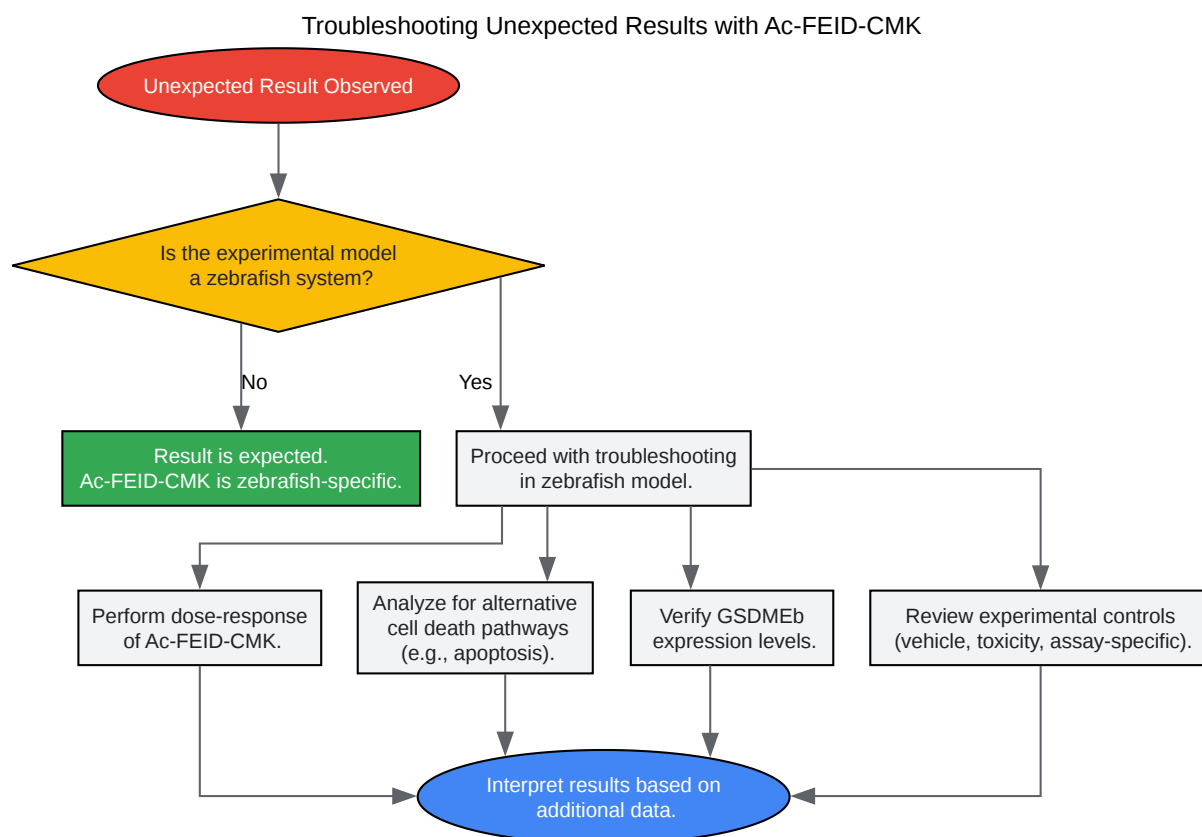 Troubleshooting Unexpected Results with Ac-FEID-CMK
Unexpected Result Observed
Is the experimental model
a zebrafish system?
No
Yes
Result is expected.
Ac-FEID-CMK is zebrafish-specific.
Proceed with troubleshooting
in zebrafish model.
Perform dose-response
of Ac-FEID-CMK.
Analyze for alternative
cell death pathways
(e.g., apoptosis).
Verify GSDMEb
expression levels.
Review experimental controls
(vehicle, toxicity, assay-specific).
Interpret results based on
additional data.